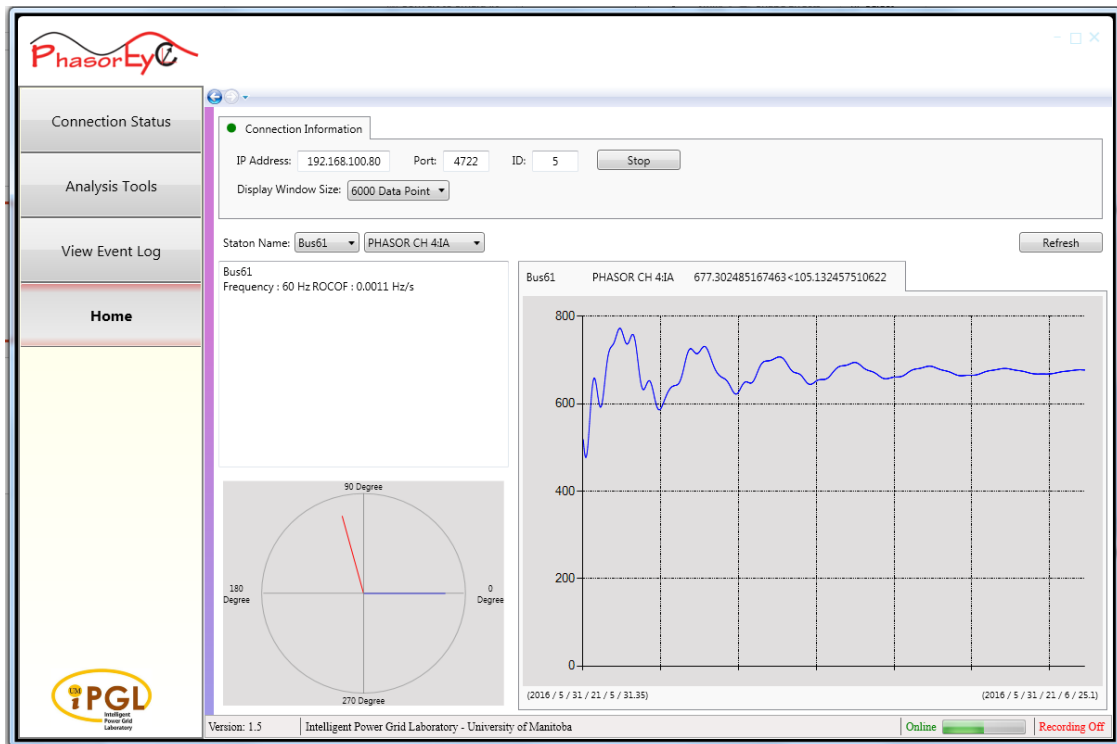 PhasorEye
Connection Status
Analysis Tools
View Event Log
Home
Connection Information
IP Address: 192.168.100.80 Port: 4722 ID: 5 Stop
Display Window Size: 6000 Data Point
Staton Name: Bus61 PHASOR CH 4:IA Refresh
Bus61
Frequency : 60 Hz ROCOF : 0.0011 Hz/s
90 Degree
180
Degree
0
Degree
270 Degree
Bus61 PHASOR CH 4:IA 677.302485167463<105.132457510622
800
600
400
200
0
(2016 / 5 / 31 / 21 / 5 / 31.35) (2016 / 5 / 31 / 21 / 6 / 25.1)
UM
iPGL
Intelligent
Power Grid
Laboratory
Version: 1.5 Intelligent Power Grid Laboratory - University of Manitoba Online Recording Off